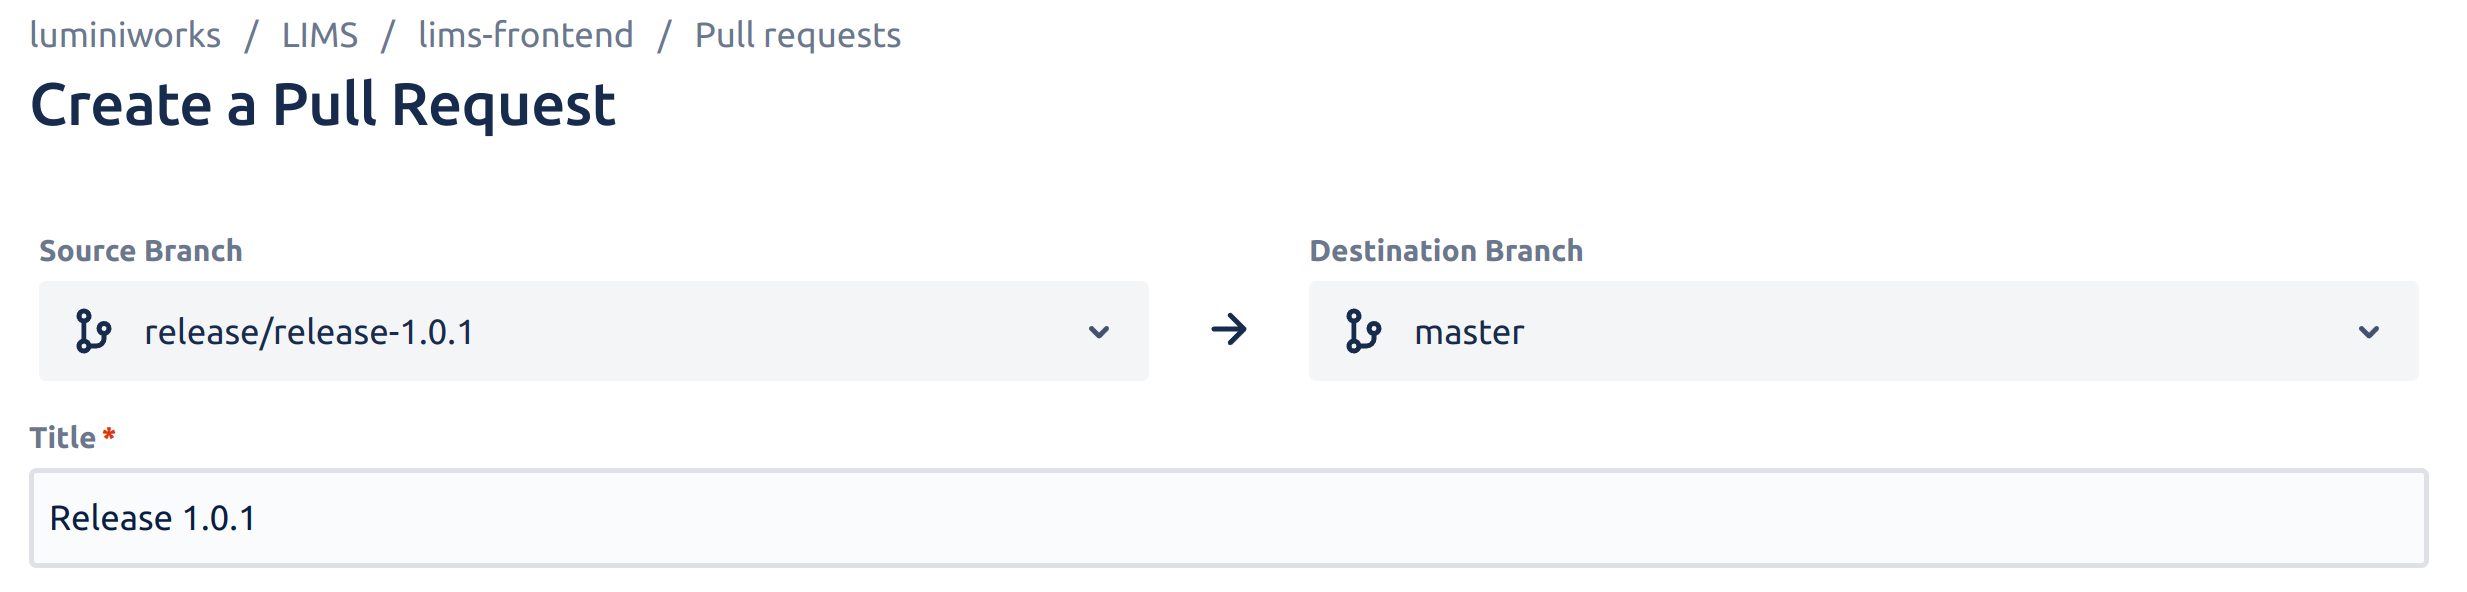 luminiworks / LIMS / lims-frontend / Pull requests
Create a Pull Request
Source Branch
release/release-1.0.1
Destination Branch
master
Title *
Release 1.0.1